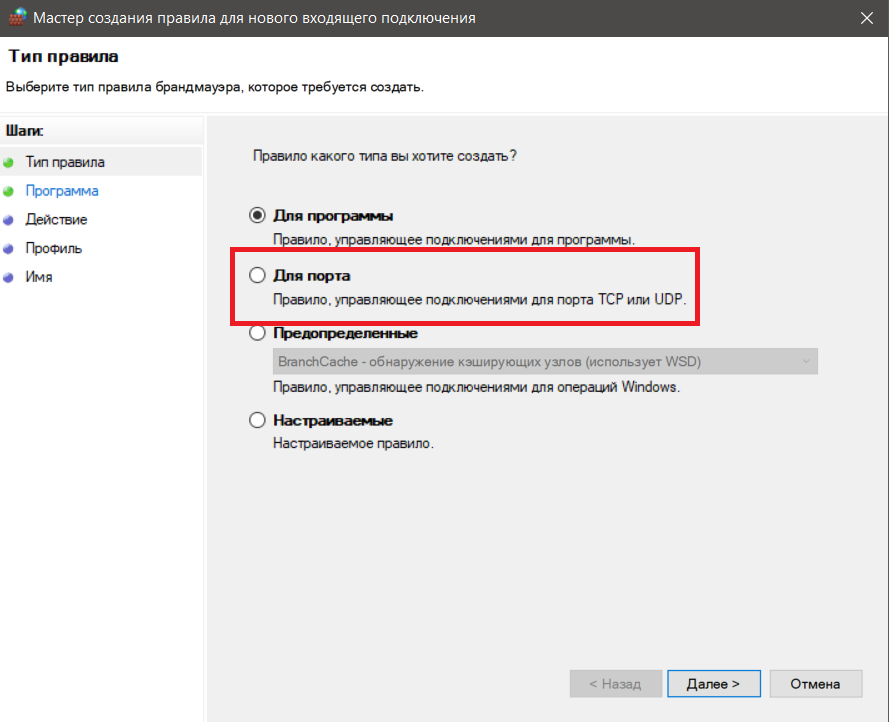 Мастер создания правила для нового входящего подключения
Тип правила
Выберите тип правила брандмауэра, которое требуется создать.
Шаги:
Тип правила
Программа
Действие
Профиль
Имя
Правило какого типа вы хотите создать?
Для программы
Правило, управляющее подключениями для программы.
Для порта
Правило, управляющее подключениями для порта TCP или UDP.
Предопределенные
BranchCache - обнаружение кэширующих узлов (использует WSD)
Правило, управляющее подключениями для операций Windows.
Настраиваемые
Настраиваемое правило.
< Назад
Далее >
Отмена